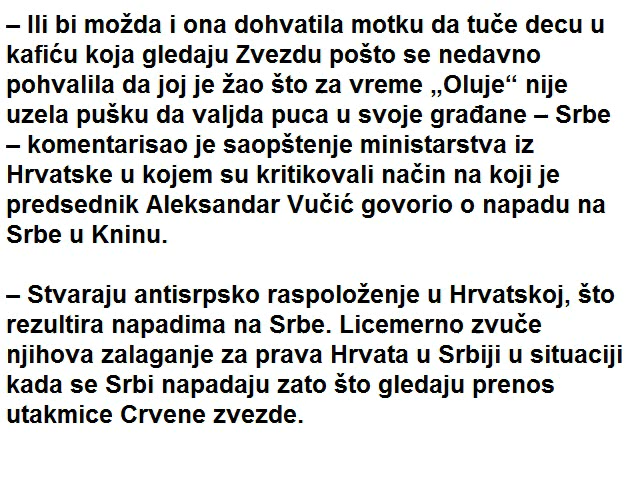 – Ili bi možda i ona dohvatila motku da tuče decu u
kafiću koja gledaju Zvezdu pošto se nedavno
pohvalila da joj je žao što za vreme „Oluje“ nije
uzela pušku da valjda puca u svoje građane – Srbe
– komentarisao je saopštenje ministarstva iz
Hrvatske u kojem su kritikovali način na koji je
predsednik Aleksandar Vučić govorio o napadu na
Srbe u Kninu.

– Stvaraju antisrpsko raspoloženje u Hrvatskoj, što
rezultira napadima na Srbe. Licemerno zvuče
njihova zalaganje za prava Hrvata u Srbiji u situaciji
kada se Srbi napadaju zato što gledaju prenos
utakmice Crvene zvezde.